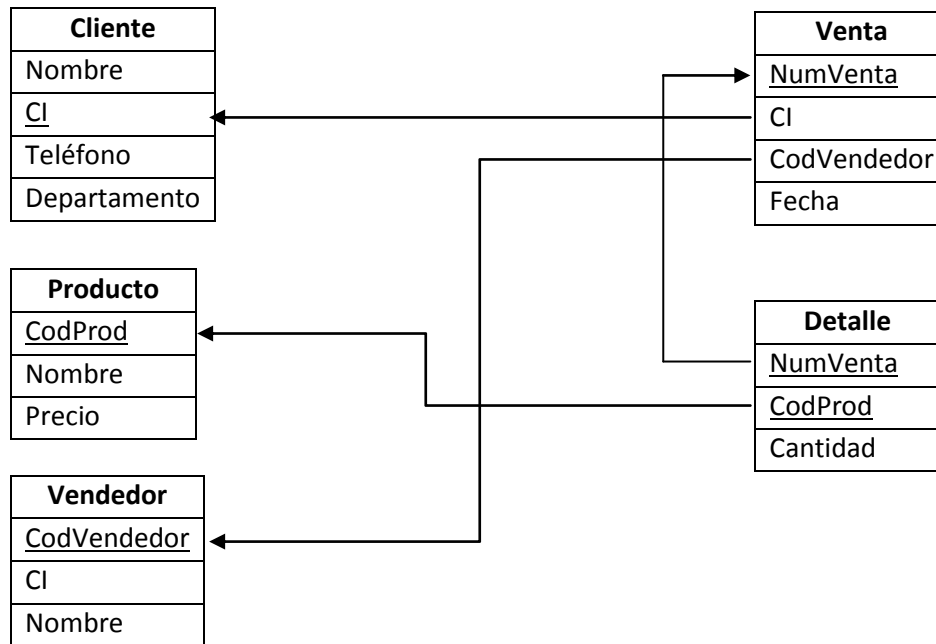 Cliente
Nombre
CI
Teléfono
Departamento
Producto
CodProd
Nombre
Precio
Vendedor
CodVendedor
CI
Nombre
Venta
NumVenta
CI
CodVendedor
Fecha
Detalle
NumVenta
CodProd
Cantidad